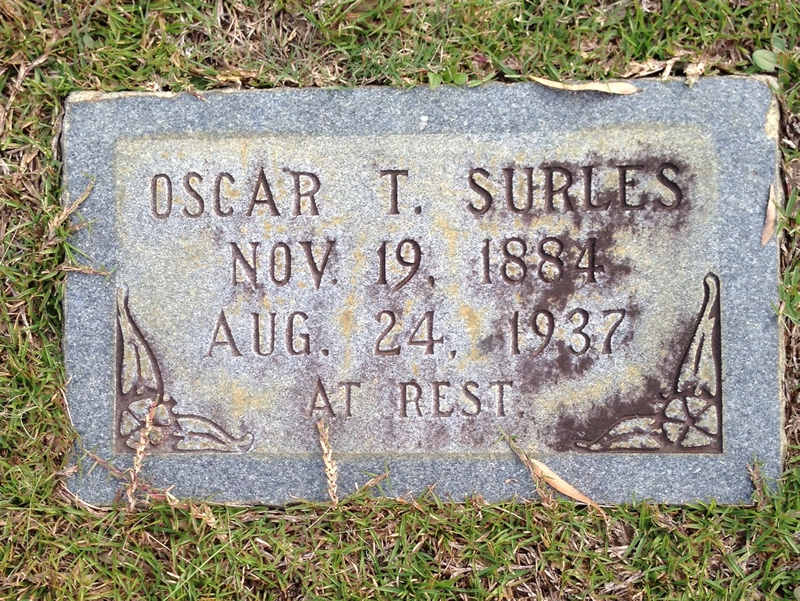 OSCAR T. SURLES
NOV. 19, 1884
AUG. 24, 1937
AT REST.